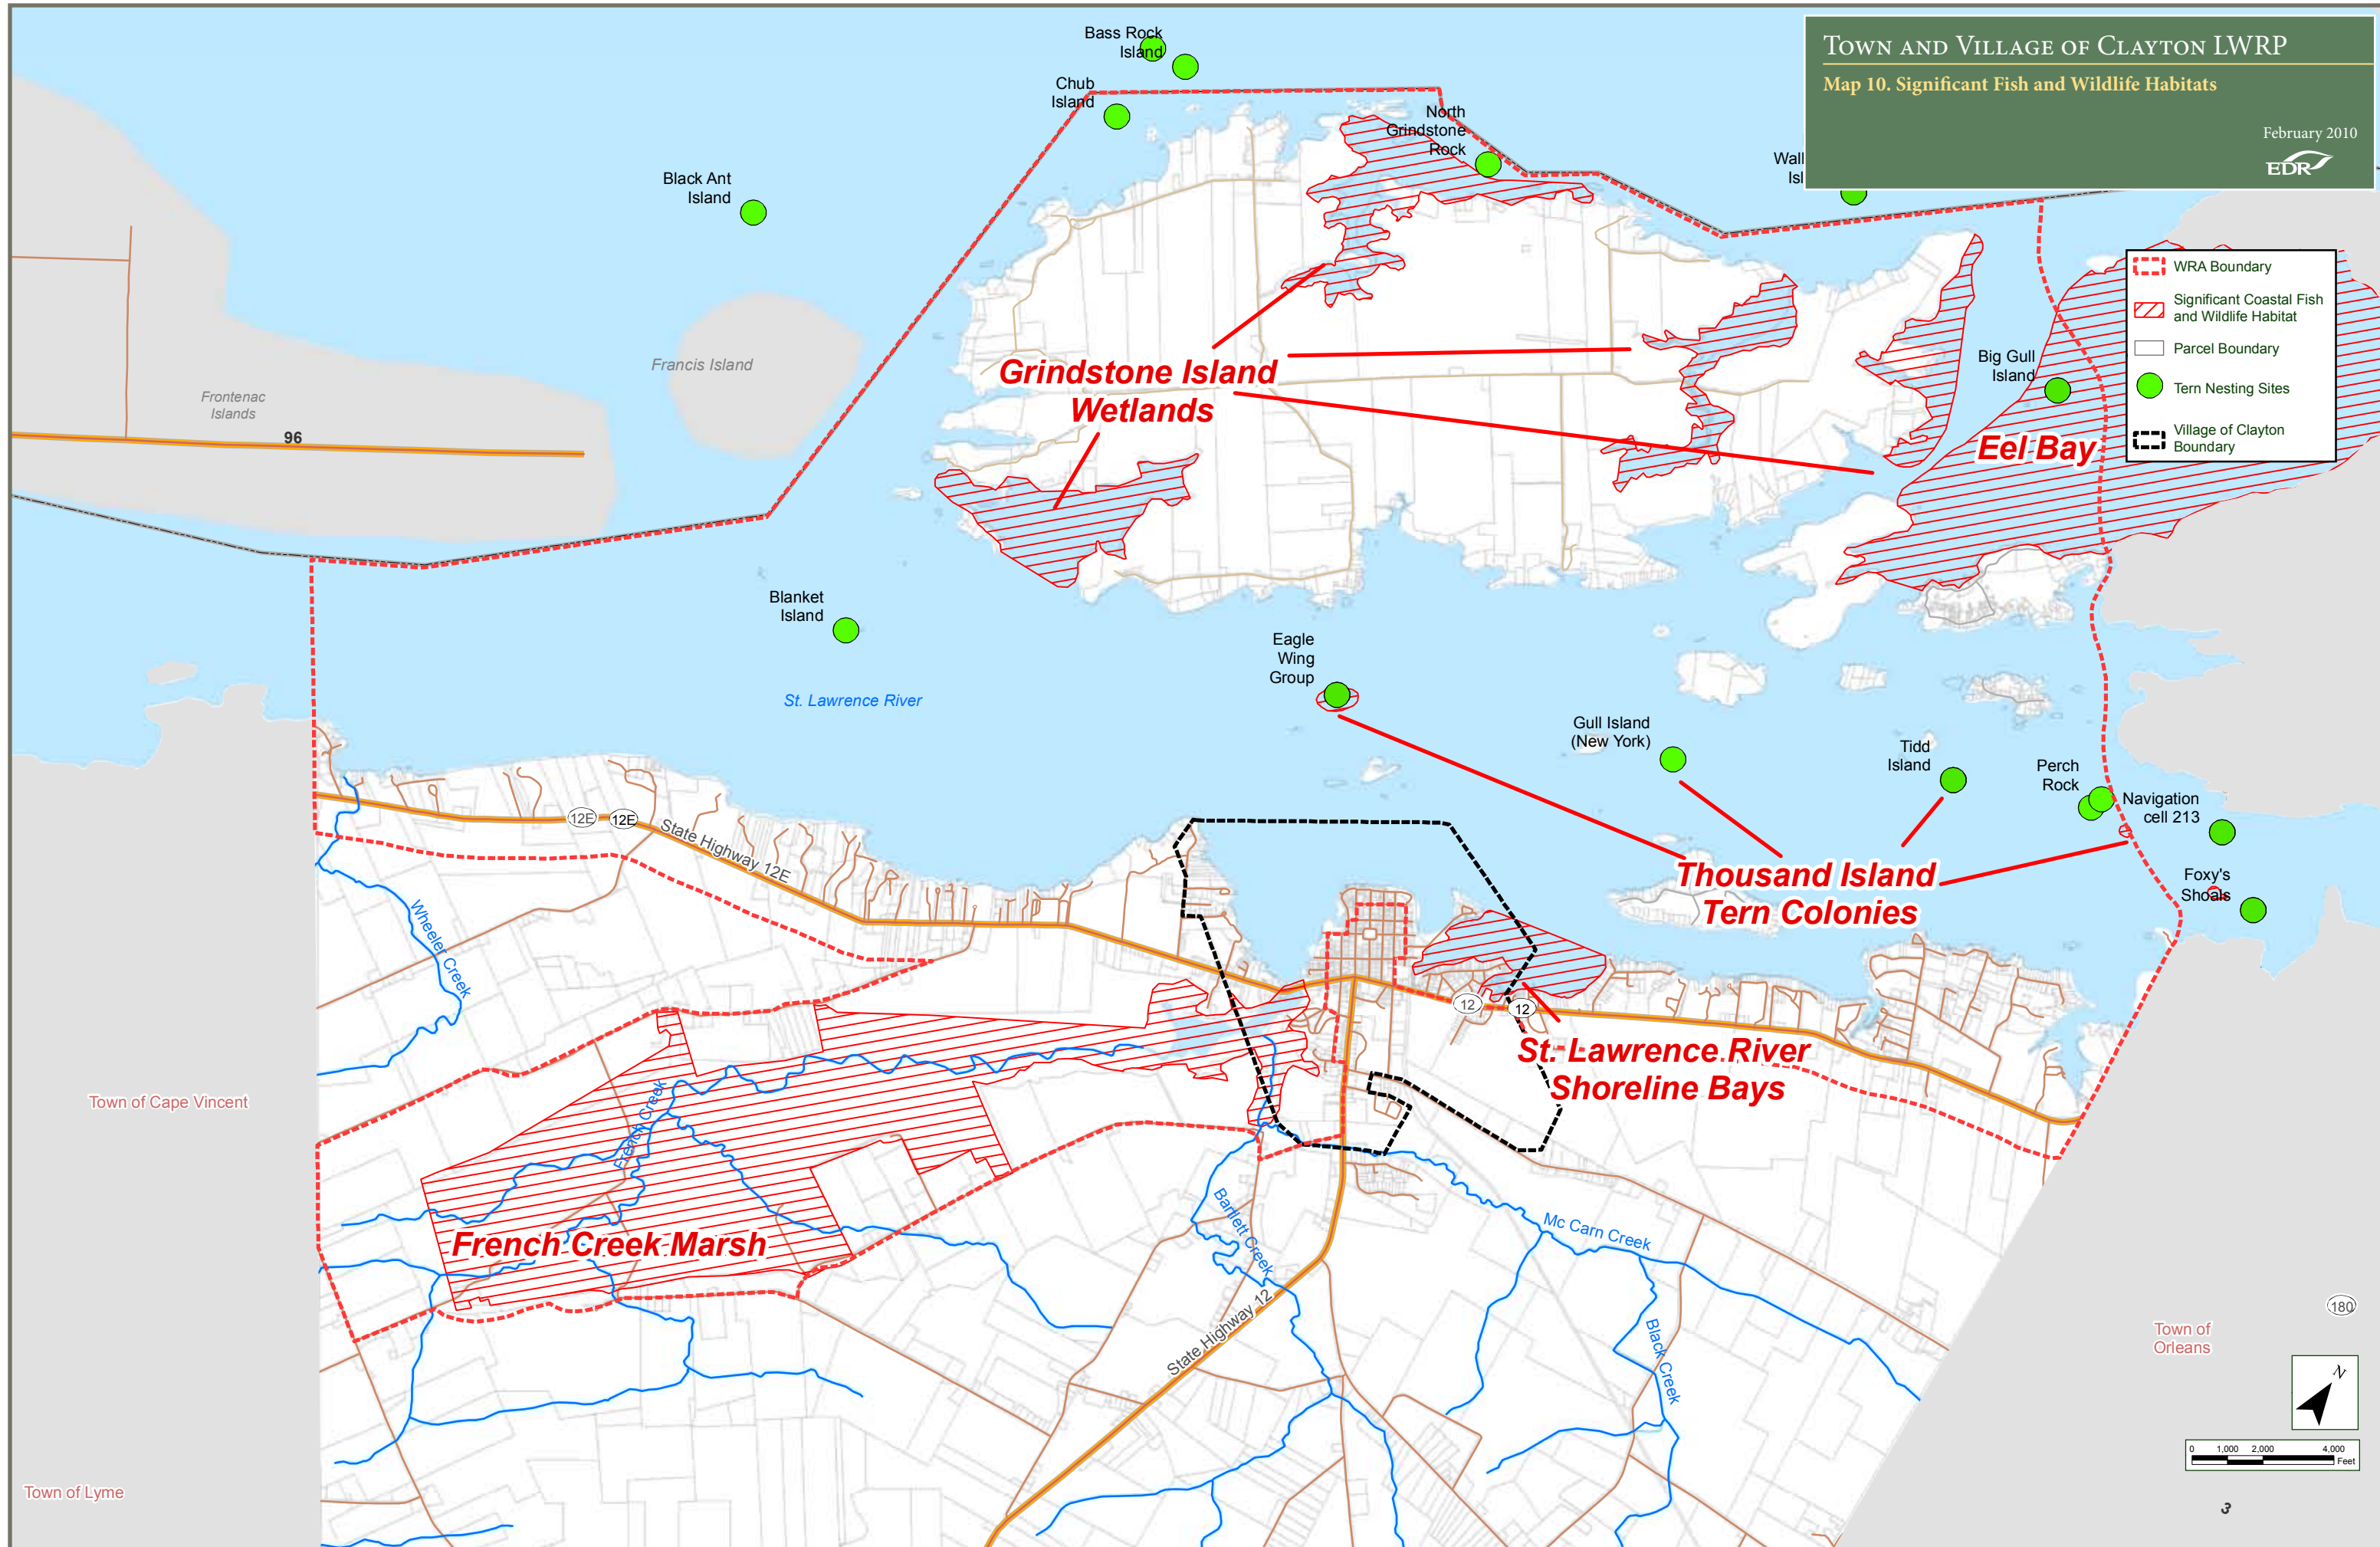 TOWN AND VILLAGE OF CLAYTON LWRP
Map 10. Significant Fish and Wildlife Habitats
February 2010
EDR
Bass Rock
Island
Chub
Island
North
Grindstone
Rock
Black Ant
Island
WRA Boundary
Significant Coastal Fish
and Wildlife Habitat
Parcel Boundary
Tern Nesting Sites
Village of Clayton
Boundary
Francis Island
Frontenac
Islands
96
Grindstone Island
Wetlands
Big Gull
Island
Eel Bay
Blanket
Island
Eagle
Wing
Group
St. Lawrence River
Gull Island
(New York)
Tidd
Island
Perch
Rock
Navigation
cell 213
Foxy's
Shoals
12E
12E
State Highway 12E
Thousand Island
Tern Colonies
Wheeler Creek
12
12
St. Lawrence River
Shoreline Bays
Town of Cape Vincent
French Creek
French Creek Marsh
Bartlett Creek
Mc Carn Creek
State Highway 12
Black Creek
180
Town of
Orleans
N
0 1,000 2,000 4,000
Feet
Town of Lyme
3